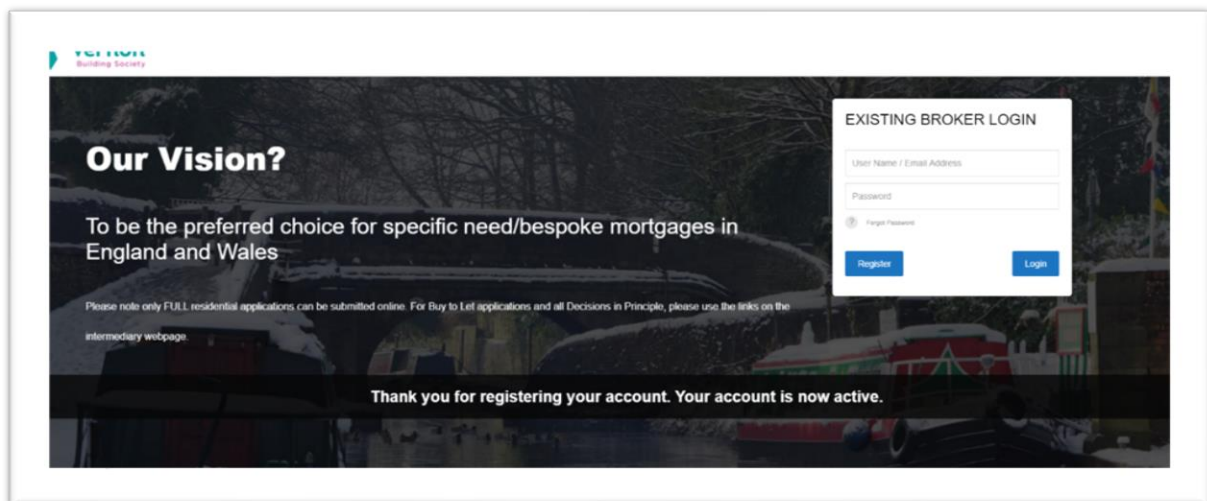 Vernon
Building Society
Our Vision?
To be the preferred choice for specific need/bespoke mortgages in
England and Wales
Please note only FULL residential applications can be submitted online. For Buy to Let applications and all Decisions in Principle, please use the links on the
intermediary webpage.
EXISTING BROKER LOGIN
User Name / Email Address
Password
? Forgot Password
Register Login
Thank you for registering your account. Your account is now active.